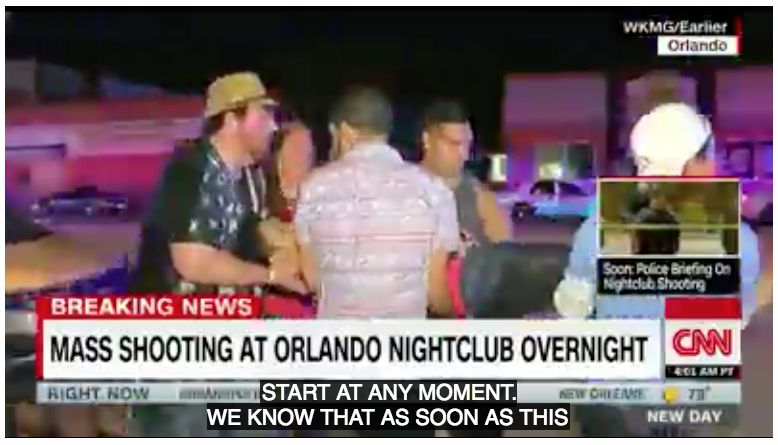 WKMG/Earlier
Orlando
Soon: Police Briefing On
Nightclub Shooting
BREAKING NEWS
MASS SHOOTING AT ORLANDO NIGHTCLUB OVERNIGHT
CNN
4:01 AM PT
RIGHT NOW NEW ORLEANS 79°
START AT ANY MOMENT.
WE KNOW THAT AS SOON AS THIS
NEW DAY